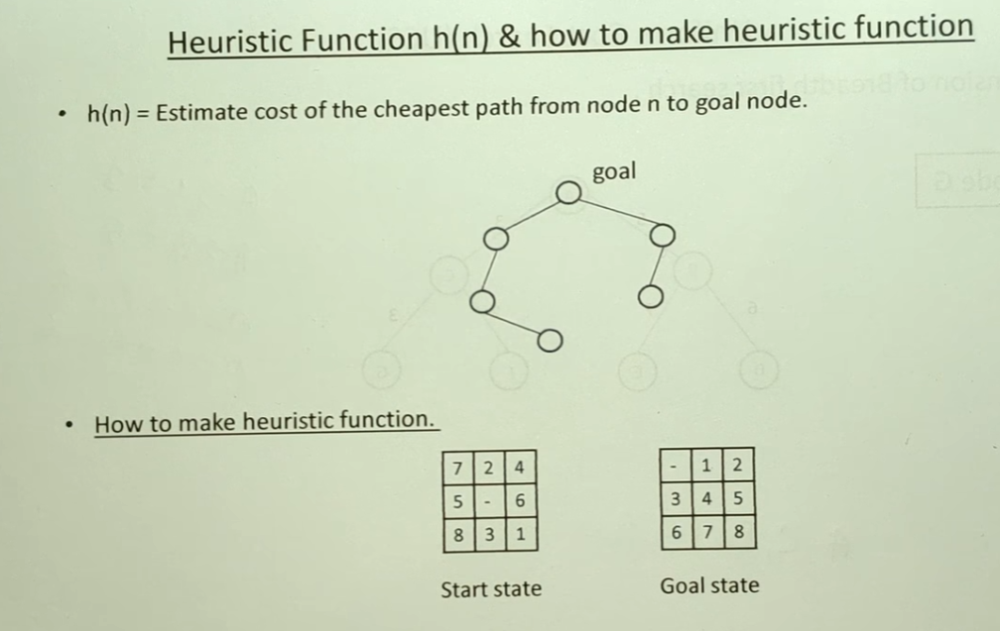 Heuristic Function h(n) & how to make heuristic function
• h(n) = Estimate cost of the cheapest path from node n to goal node.
goal
• How to make heuristic function.
7 2 4
5 - 6
8 3 1
Start state
- 1 2
3 4 5
6 7 8
Goal state